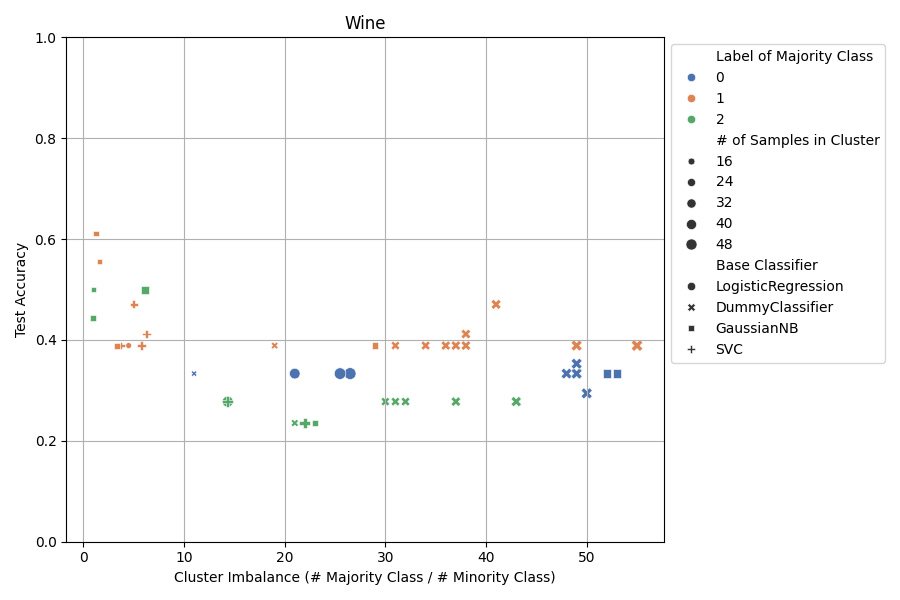 Wine
Test Accuracy
1.0
0.8
0.6
0.4
0.2
0.0
0
10
20
30
40
50
Cluster Imbalance (# Majority Class / # Minority Class)
Label of Majority Class
0
1
2
# of Samples in Cluster
16
24
32
40
48
Base Classifier
LogisticRegression
DummyClassifier
GaussianNB
SVC